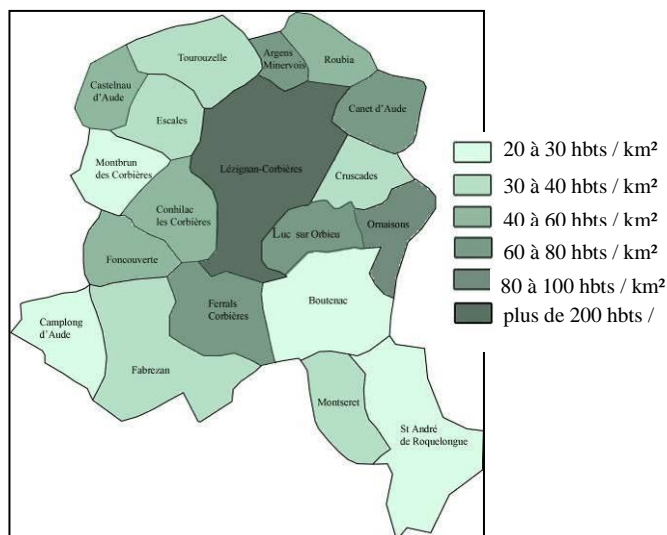 Tourouzelle
Argens
Minervois
Roubia
Castelnau
d'Aude
Canet d'Aude
Escales
Montbrun
des Corbières
Lézignan-Corbières
Cruscades
Conhilac
les Corbières
Luc sur Orbieu
Ornaisons
Foncouverte
Ferrals
Corbières
Boutenac
Camplong
d'Aude
Fabrezan
Montseret
St André
de Roquelongue
20 à 30 hbts / km²
30 à 40 hbts / km²
40 à 60 hbts / km²
60 à 80 hbts / km²
80 à 100 hbts / km²
plus de 200 hbts /